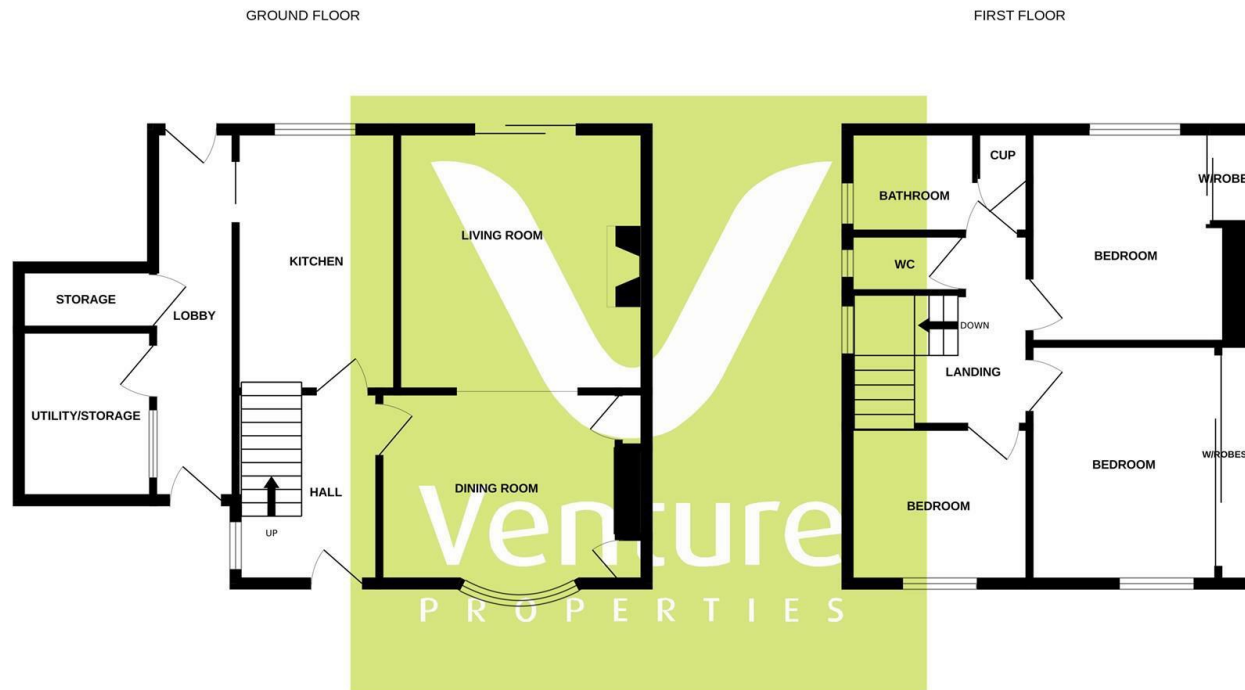 GROUND FLOOR
FIRST FLOOR
KITCHEN
LIVING ROOM
STORAGE
LOBBY
UTILITY/STORAGE
HALL
UP
DINING ROOM
CUP
BATHROOM
W/ROBE
WC
BEDROOM
DOWN
LANDING
BEDROOM
W/ROBES
BEDROOM
Venture
PROPERTIES